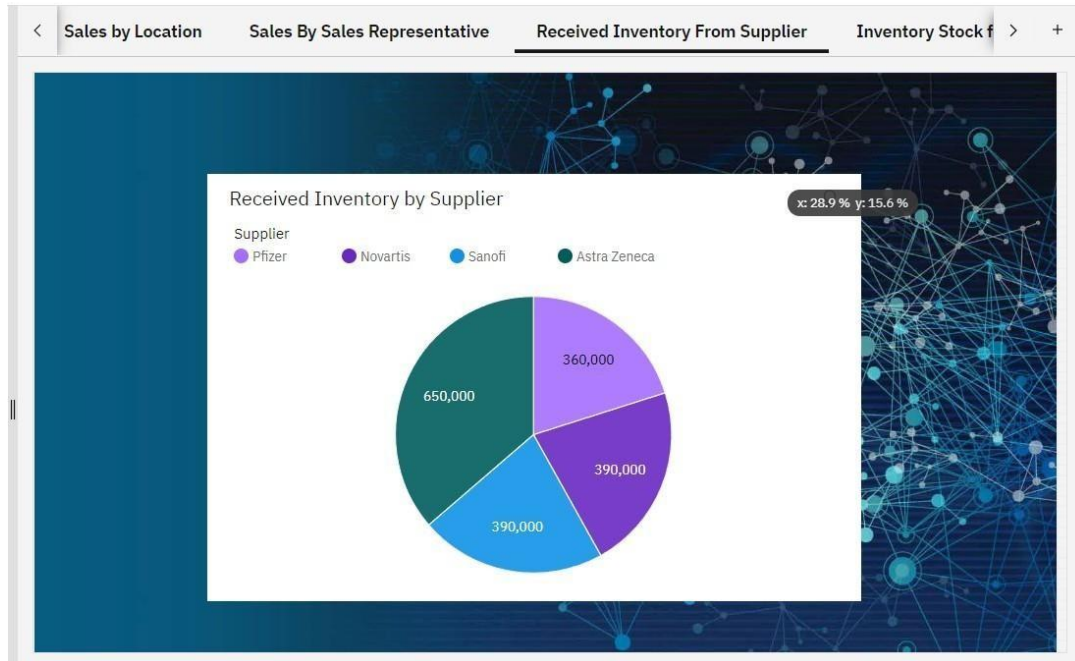 Sales by Location Sales By Sales Representative Received Inventory From Supplier Inventory Stock f
Received Inventory by Supplier
x: 28.9 % y: 15.6 %
Supplier
Pfizer Novartis Sanofi Astra Zeneca
360,000
650,000
390,000
390,000